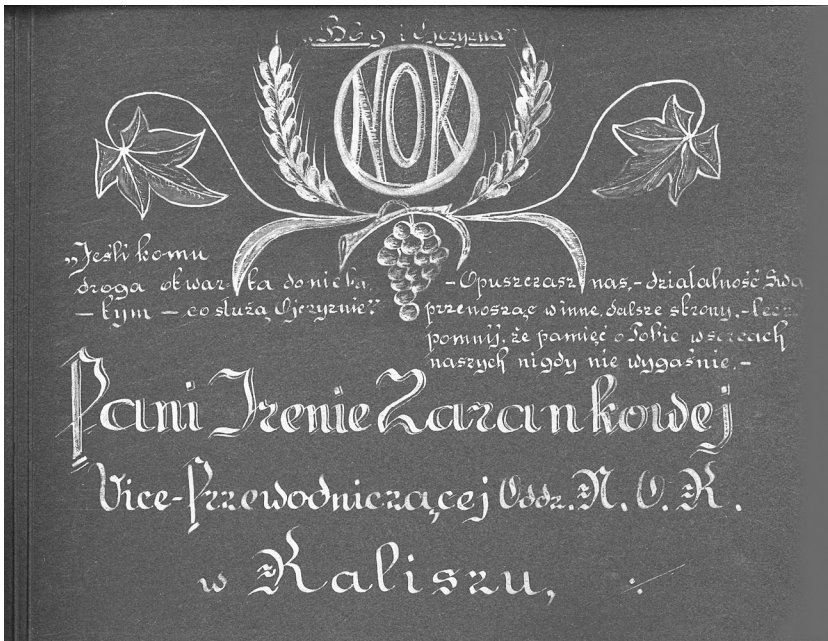 „Bóg i Ojczyzna”
NOK
„Jeśli komu
droga otwarta do nieba,
– tym – co służą Ojczyźnie”
– Opuszczasz nas, – działalność Swą
przenosząc w inne, dalsze strony, – lecz
pomnij, że pamięć o Tobie w sercach
naszych nigdy nie wygaśnie. –
Pani Irenie Zarankowej
Vice-Przewodniczącej Oddz. N. O. K.
w Kaliszu,